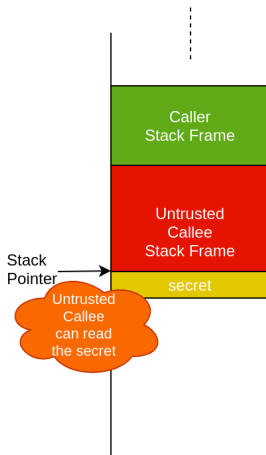 Caller
Stack Frame
Untrusted
Callee
Stack Frame
Stack
Pointer
secret
Untrusted
Callee
can read
the secret